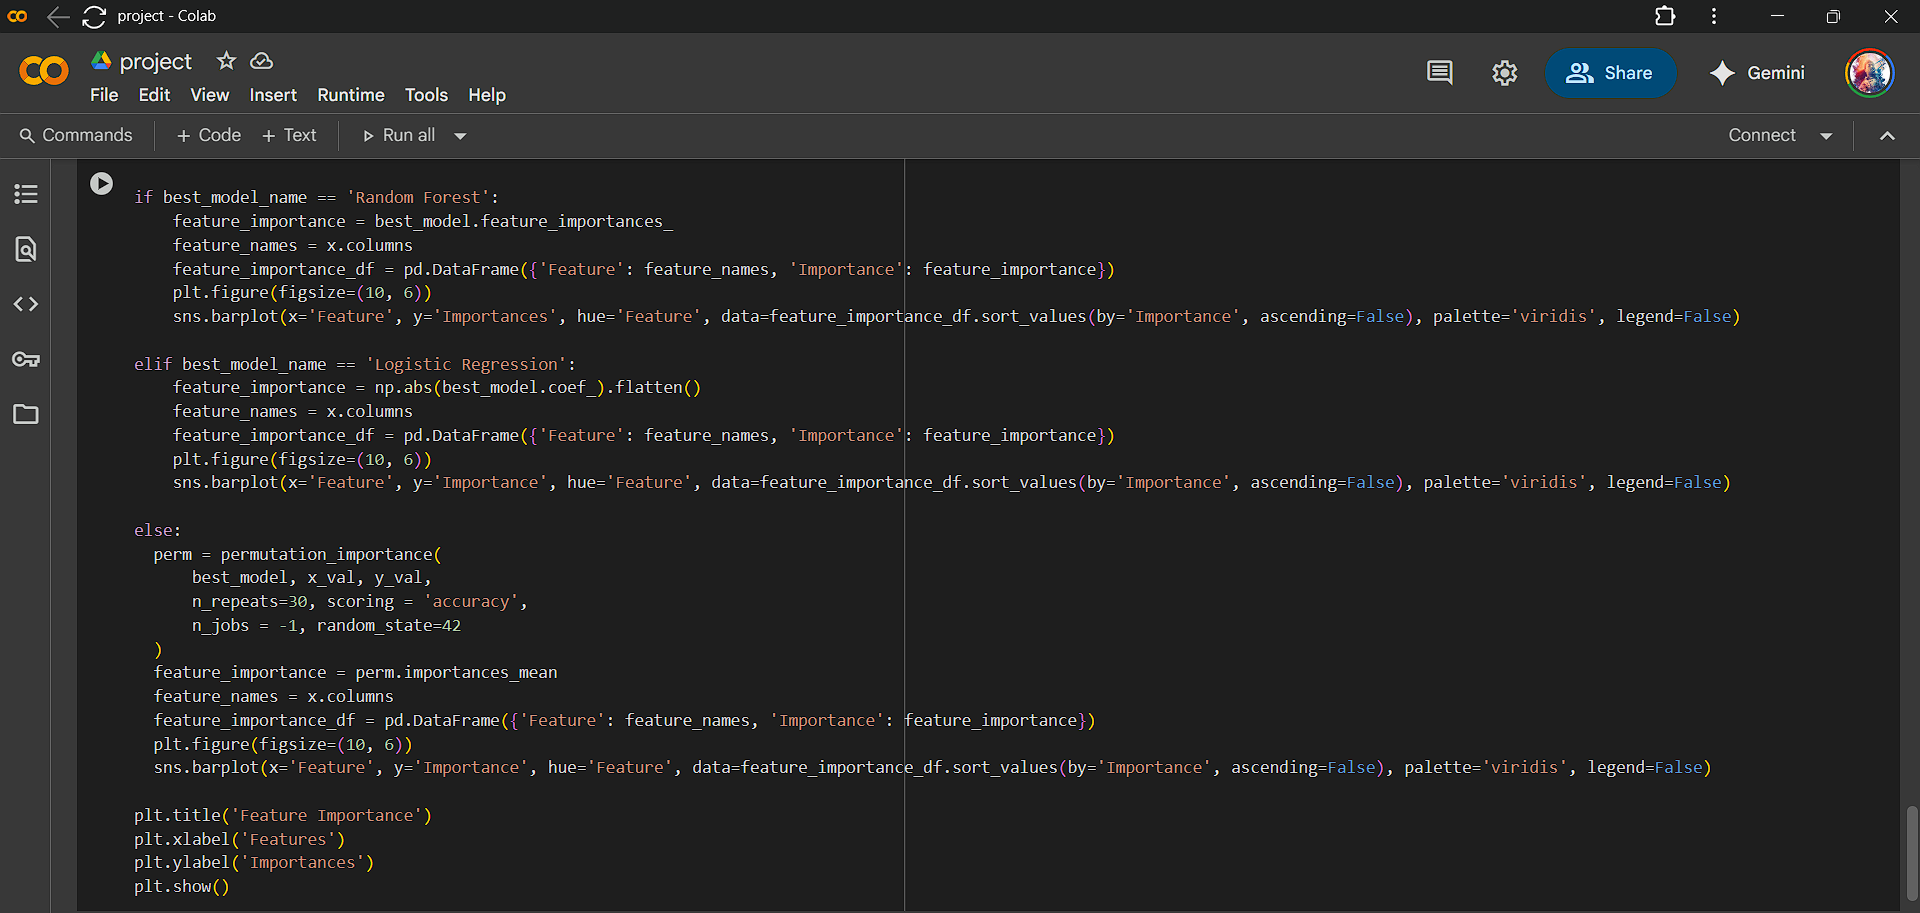 project - Colab
project
Share
Gemini
File Edit View Insert Runtime Tools Help
Commands + Code + Text Run all Connect
if best_model_name == 'Random Forest':
    feature_importance = best_model.feature_importances_
    feature_names = x.columns
    feature_importance_df = pd.DataFrame({'Feature': feature_names, 'Importance': feature_importance})
    plt.figure(figsize=(10, 6))
    sns.barplot(x='Feature', y='Importances', hue='Feature', data=feature_importance_df.sort_values(by='Importance', ascending=False), palette='viridis', legend=False)
elif best_model_name == 'Logistic Regression':
    feature_importance = np.abs(best_model.coef_).flatten()
    feature_names = x.columns
    feature_importance_df = pd.DataFrame({'Feature': feature_names, 'Importance': feature_importance})
    plt.figure(figsize=(10, 6))
    sns.barplot(x='Feature', y='Importance', hue='Feature', data=feature_importance_df.sort_values(by='Importance', ascending=False), palette='viridis', legend=False)
else:
  perm = permutation_importance(
      best_model, x_val, y_val,
      n_repeats=30, scoring = 'accuracy',
      n_jobs = -1, random_state=42
  )
  feature_importance = perm.importances_mean
  feature_names = x.columns
  feature_importance_df = pd.DataFrame({'Feature': feature_names, 'Importance': feature_importance})
  plt.figure(figsize=(10, 6))
  sns.barplot(x='Feature', y='Importance', hue='Feature', data=feature_importance_df.sort_values(by='Importance', ascending=False), palette='viridis', legend=False)
plt.title('Feature Importance')
plt.xlabel('Features')
plt.ylabel('Importances')
plt.show()